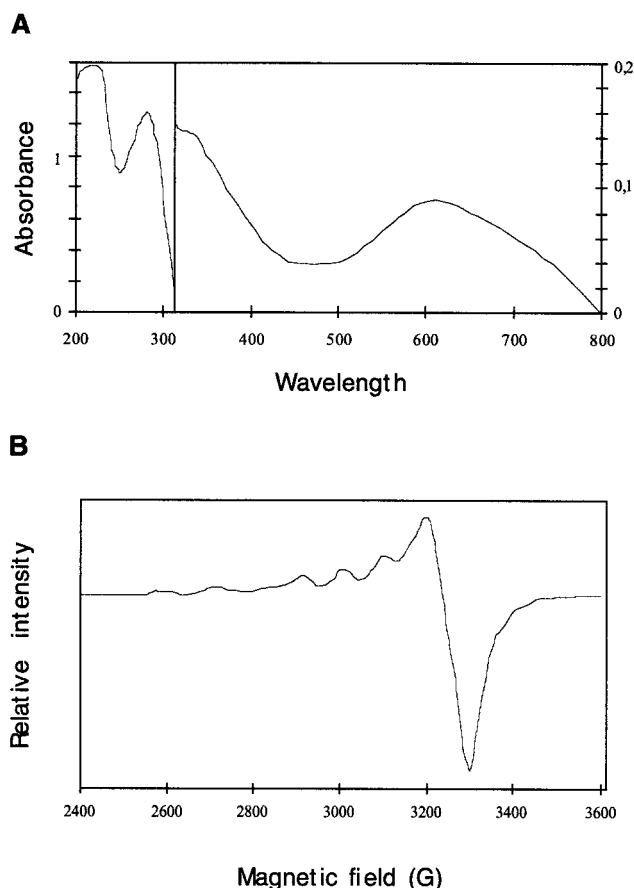 A
Absorbance
1
0
0,2
0,1
0
200 300 400 500 600 700 800
Wavelength
B
Relative intensity
2400 2600 2800 3000 3200 3400 3600
Magnetic field (G)